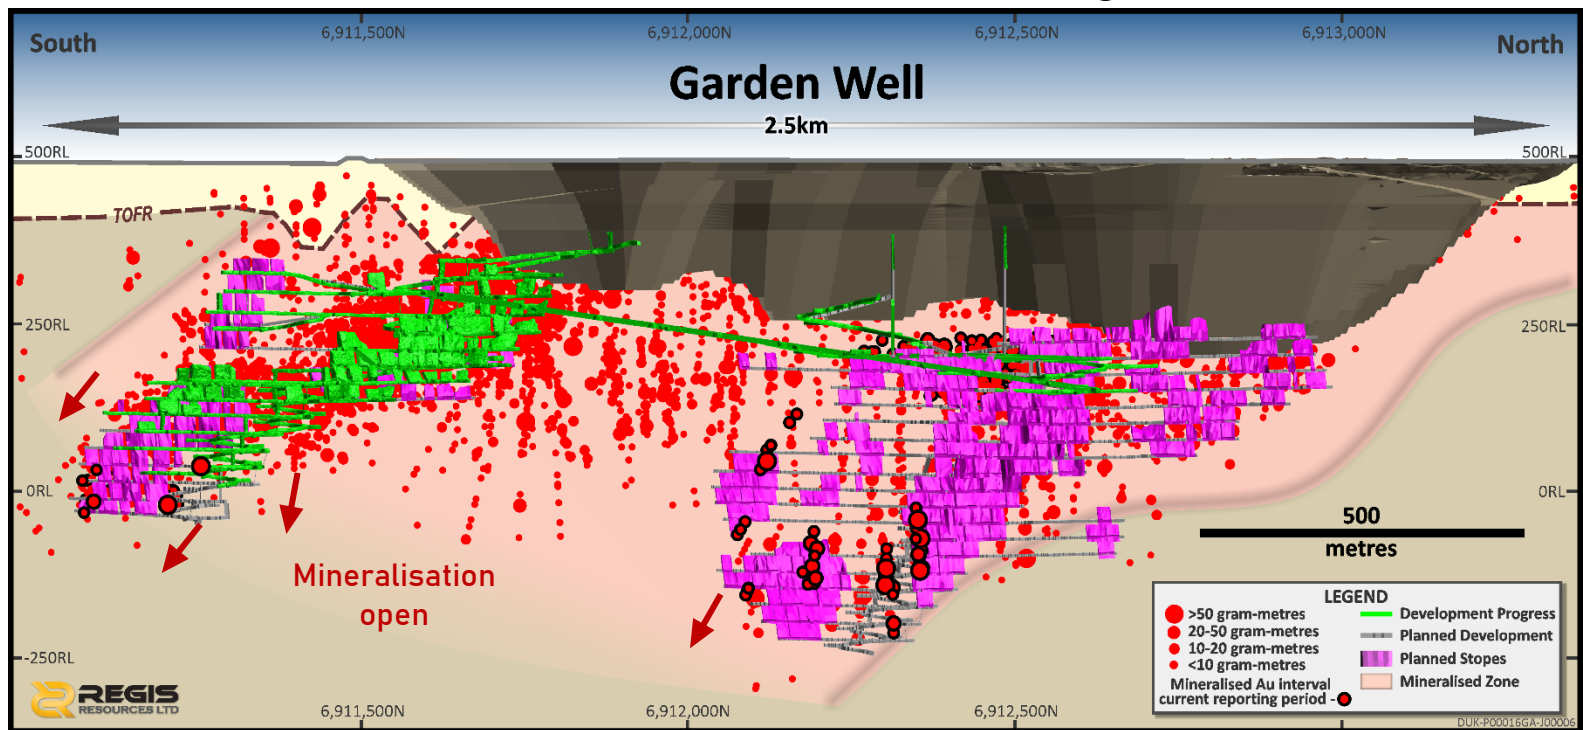 6,911,500N
6,912,000N
6,912,500N
6,913,000N
South
North
Garden Well
2.5km
500RL
500RL
TOFR
250RL
250RL
0RL
0RL
500
metres
Mineralisation
open
-250RL
LEGEND
>50 gram-metres
20-50 gram-metres
10-20 gram-metres
<10 gram-metres
Mineralised Au interval
current reporting period -
Development Progress
Planned Development
Planned Stopes
Mineralised Zone
REGIS
RESOURCES LTD
6,911,500N
6,912,000N
6,912,500N
DUK-P00016GA-J00006